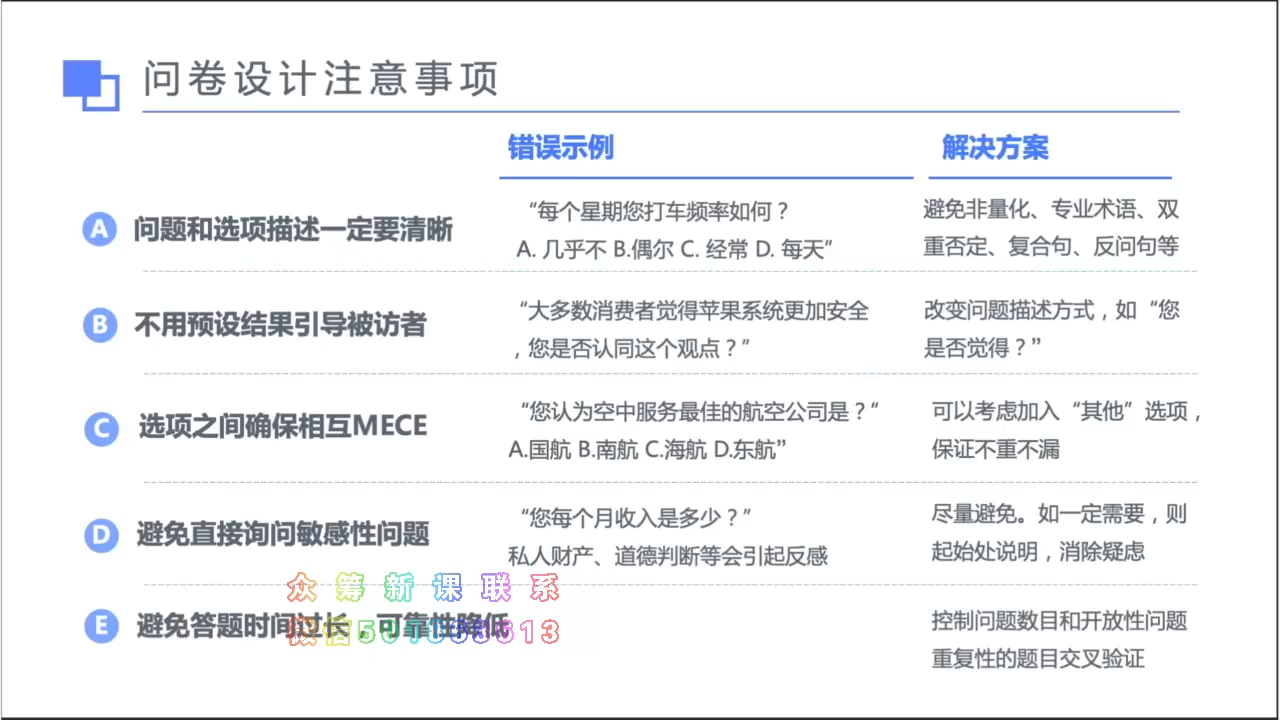 问卷设计注意事项
错误示例
解决方案
A 问题和选项描述一定要清晰
“每个星期您打车频率如何？
A. 几乎不 B.偶尔 C. 经常 D. 每天”
避免非量化、专业术语、双
重否定、复合句、反问句等
B 不用预设结果引导被访者
“大多数消费者觉得苹果系统更加安全
，您是否认同这个观点？”
改变问题描述方式，如“您
是否觉得？”
C 选项之间确保相互MECE
“您认为空中服务最佳的航空公司是？”
A.国航 B.南航 C.海航 D.东航”
可以考虑加入“其他”选项，
保证不重不漏
D 避免直接询问敏感性问题
“您每个月收入是多少？”
私人财产、道德判断等会引起反感
尽量避免。如一定需要，则
起始处说明，消除疑虑
众筹新课联系
E 避免答题时间过长，可靠性降低
微信
控制问题数目和开放性问题
重复性的题目交叉验证